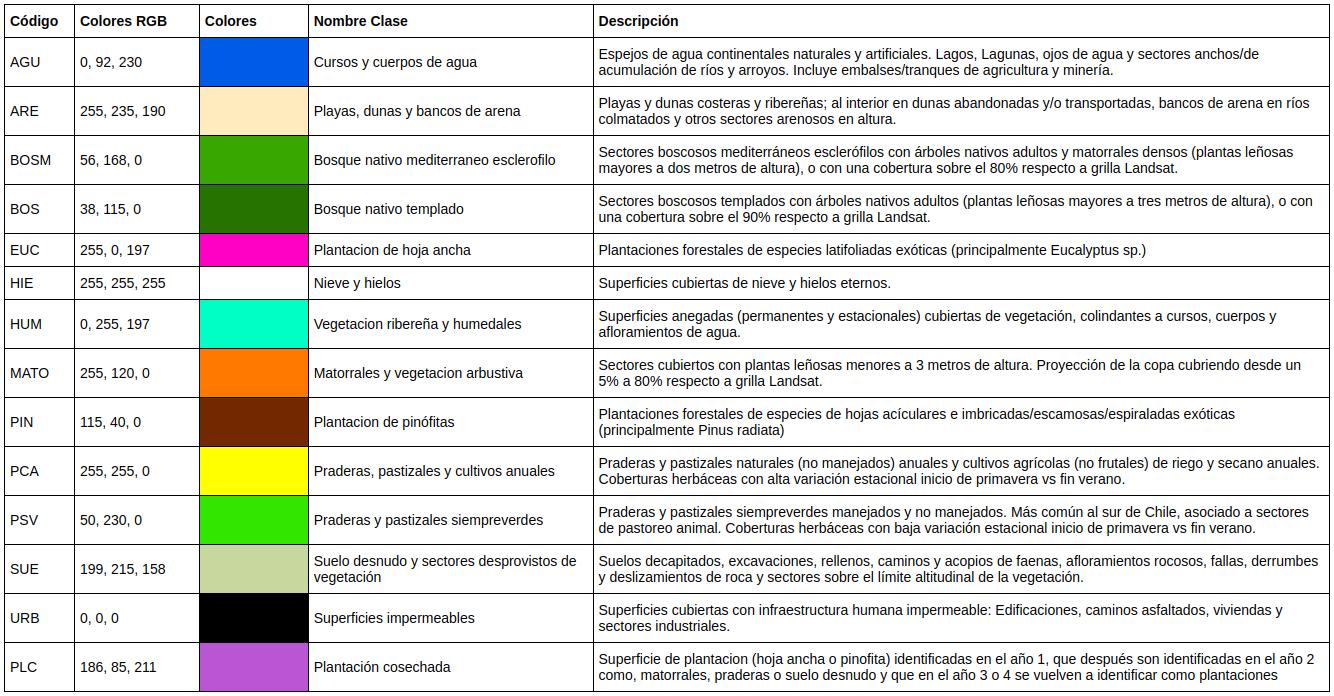 Código Colores RGB Colores Nombre Clase Descripción
AGU 0, 92, 230 Cursos y cuerpos de agua Espejos de agua continentales naturales y artificiales. Lagos, Lagunas, ojos de agua y sectores anchos/de
acumulación de ríos y arroyos. Incluye embalses/tranques de agricultura y minería.
ARE 255, 235, 190 Playas, dunas y bancos de arena Playas y dunas costeras y ribereñas; al interior en dunas abandonadas y/o transportadas, bancos de arena en ríos
colmatados y otros sectores arenosos en altura.
BOSM 56, 168, 0 Bosque nativo mediterraneo esclerofilo Sectores boscosos mediterráneos esclerófilos con árboles nativos adultos y matorrales densos (plantas leñosas
mayores a dos metros de altura), o con una cobertura sobre el 80% respecto a grilla Landsat.
BOS 38, 115, 0 Bosque nativo templado Sectores boscosos templados con árboles nativos adultos (plantas leñosas mayores a tres metros de altura), o con
una cobertura sobre el 90% respecto a grilla Landsat.
EUC 255, 0, 197 Plantacion de hoja ancha Plantaciones forestales de especies latifoliadas exóticas (principalmente Eucalyptus sp.)
HIE 255, 255, 255 Nieve y hielos Superficies cubiertas de nieve y hielos eternos.
HUM 0, 255, 197 Vegetacion ribereña y humedales Superficies anegadas (permanentes y estacionales) cubiertas de vegetación, colindantes a cursos, cuerpos y
afloramientos de agua.
MATO 255, 120, 0 Matorrales y vegetacion arbustiva Sectores cubiertos con plantas leñosas menores a 3 metros de altura. Proyección de la copa cubriendo desde un
5% a 80% respecto a grilla Landsat.
PIN 115, 40, 0 Plantacion de pinófitas Plantaciones forestales de especies de hojas acículares e imbricadas/escamosas/espiraladas exóticas
(principalmente Pinus radiata)
PCA 255, 255, 0 Praderas, pastizales y cultivos anuales Praderas y pastizales naturales (no manejados) anuales y cultivos agrícolas (no frutales) de riego y secano anuales.
Coberturas herbáceas con alta variación estacional inicio de primavera vs fin verano.
PSV 50, 230, 0 Praderas y pastizales siempreverdes Praderas y pastizales siempreverdes manejados y no manejados. Más común al sur de Chile, asociado a sectores
de pastoreo animal. Coberturas herbáceas con baja variación estacional inicio de primavera vs fin verano.
SUE 199, 215, 158 Suelo desnudo y sectores desprovistos de Suelos decapitados, excavaciones, rellenos, caminos y acopios de faenas, afloramientos rocosos, fallas, derrumbes
vegetación y deslizamientos de roca y sectores sobre el límite altitudinal de la vegetación.
URB 0, 0, 0 Superficies impermeables Superficies cubiertas con infraestructura humana impermeable: Edificaciones, caminos asfaltados, viviendas y
sectores industriales.
PLC 186, 85, 211 Plantación cosechada Superficie de plantacion (hoja ancha o pinofita) identificadas en el año 1, que después son identificadas en el año 2
como, matorrales, praderas o suelo desnudo y que en el año 3 o 4 se vuelven a identificar como plantaciones